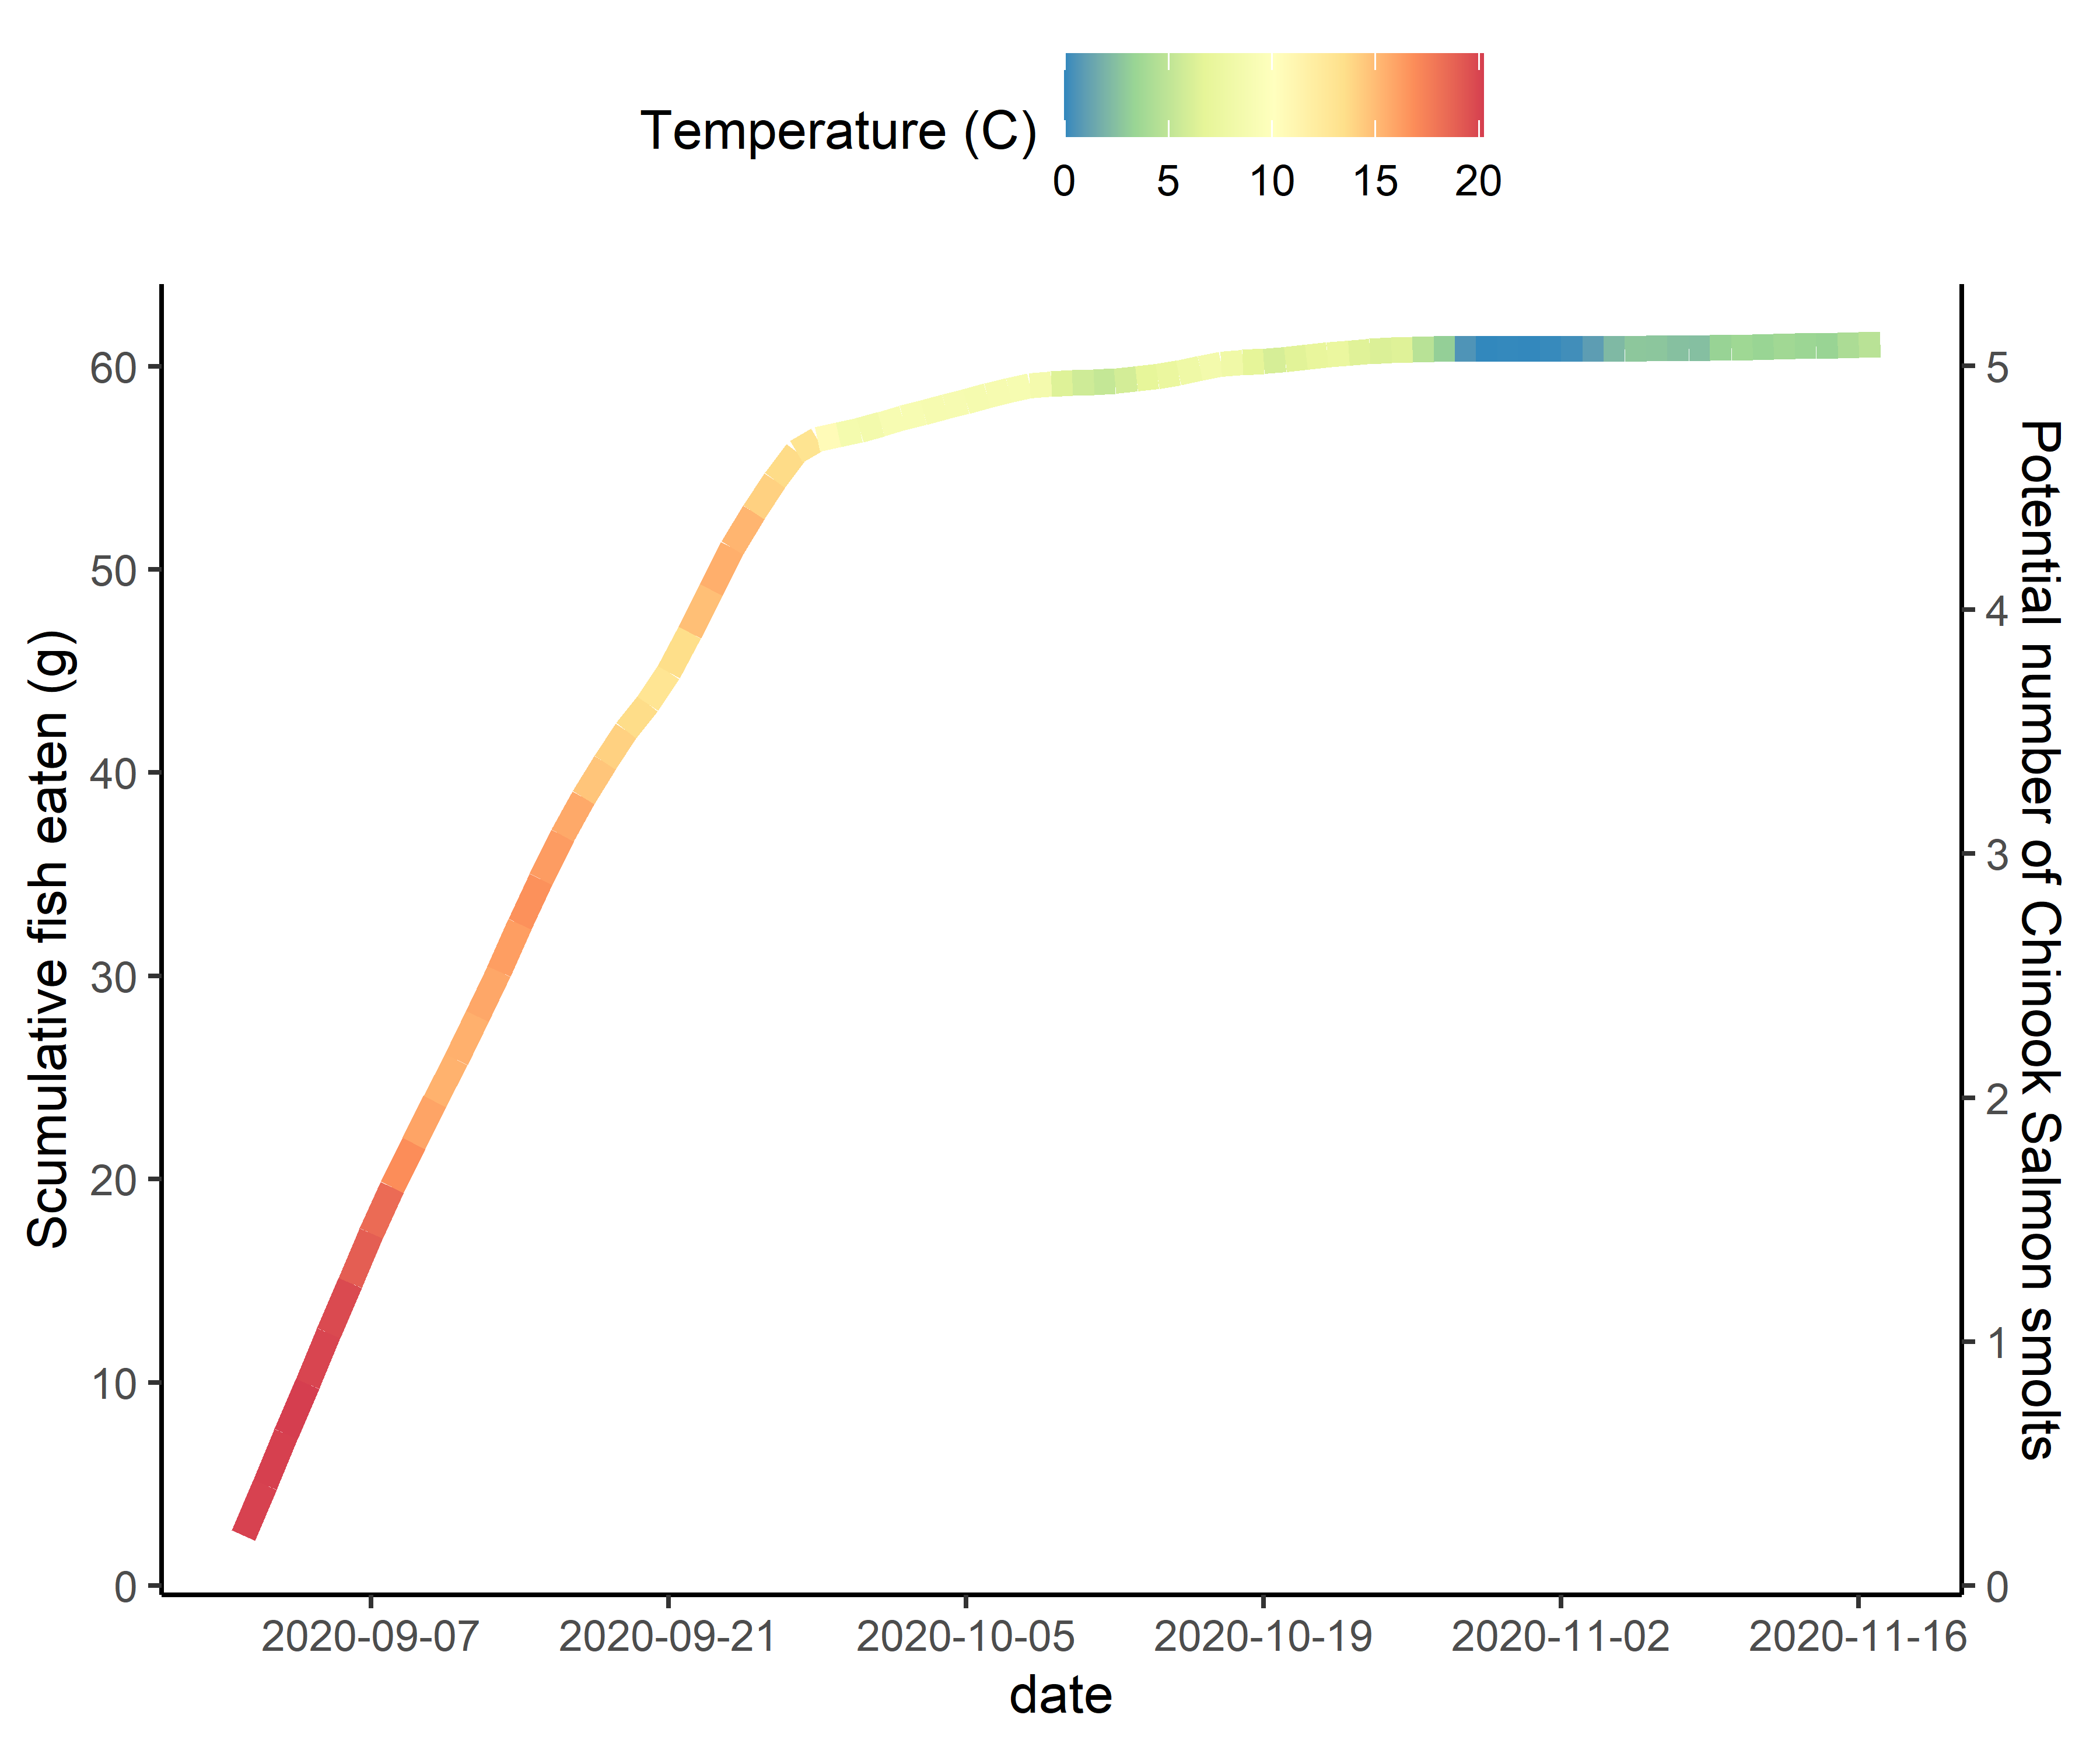 Temperature (C)
0 5 10 15 20
Scumulative fish eaten (g)
60
50
40
30
20
10
0
5
4
3
2
1
0
Potential number of Chinook Salmon smolts
2020-09-07 2020-09-21 2020-10-05 2020-10-19 2020-11-02 2020-11-16
date